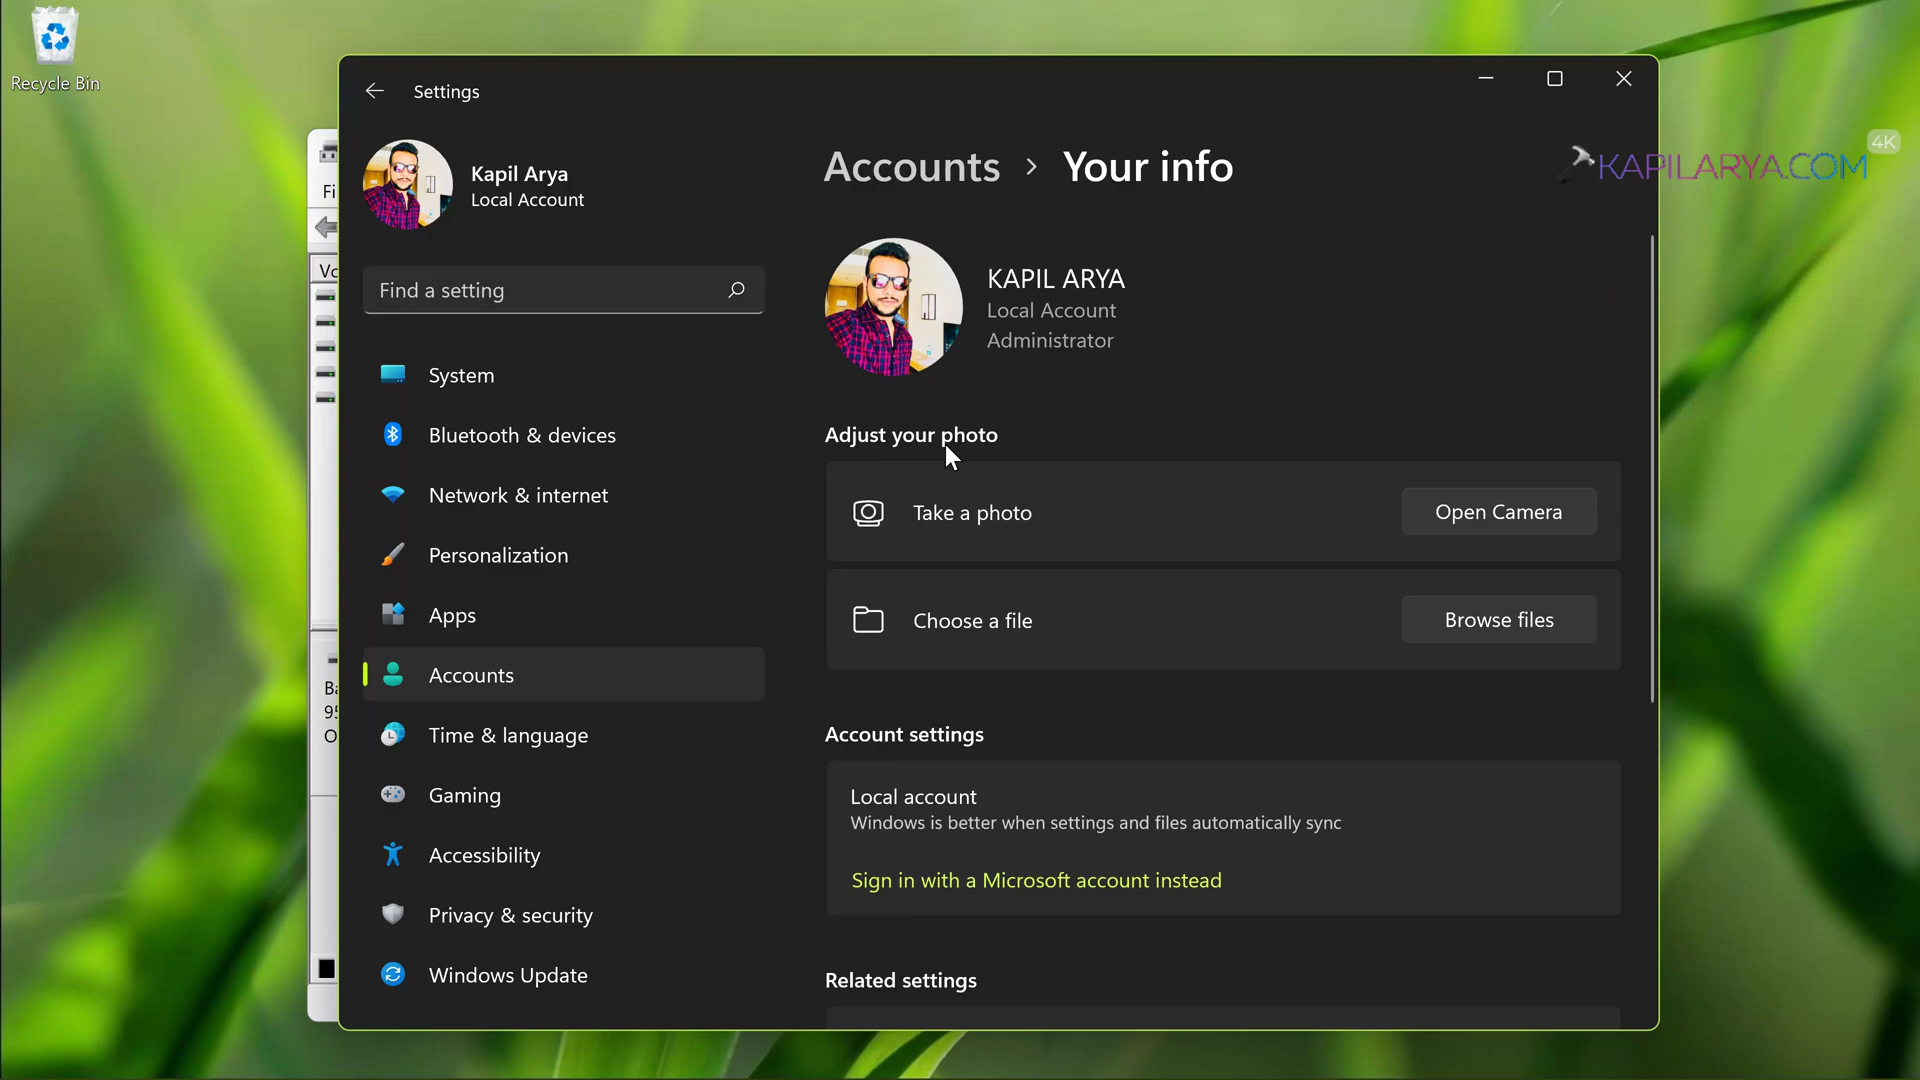 Recycle Bin
Settings
Kapil Arya
Local Account
Accounts > Your info
4K
KAPILARYA.COM
Fi
KAPIL ARYA
Local Account
Administrator
Find a setting
System
Bluetooth & devices
Network & internet
Personalization
Apps
Accounts
Time & language
Gaming
Accessibility
Privacy & security
Windows Update
Adjust your photo
Take a photo
Open Camera
Choose a file
Browse files
Account settings
Local account
Windows is better when settings and files automatically sync
Sign in with a Microsoft account instead
Related settings